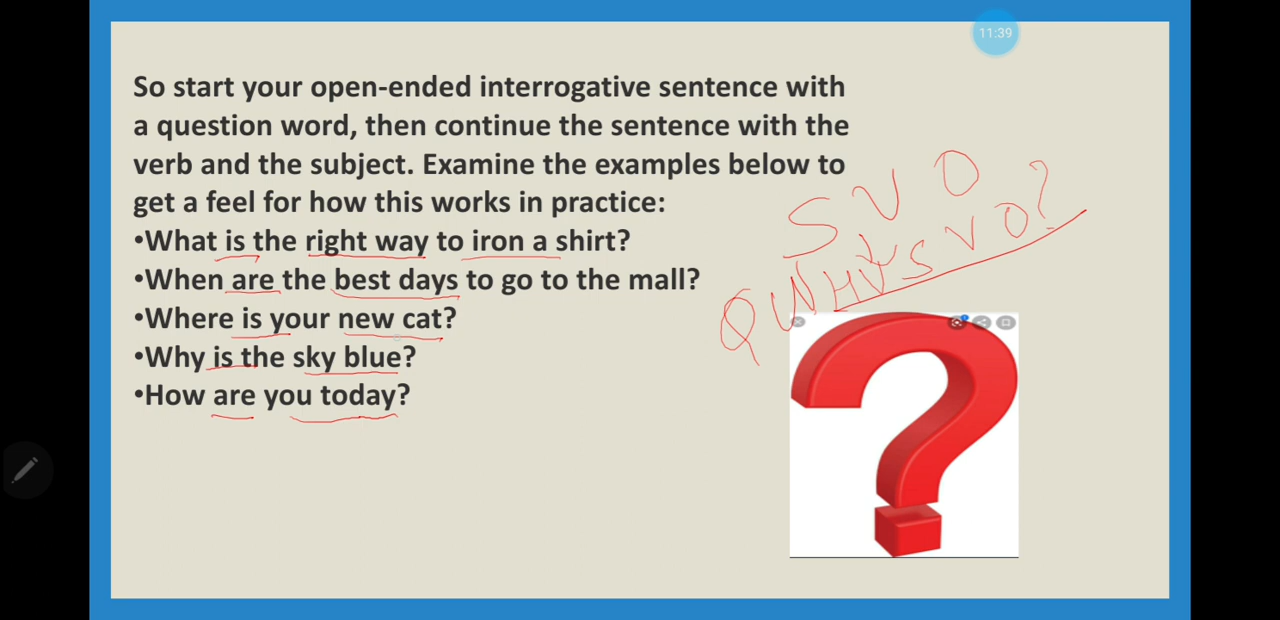 11:39
So start your open-ended interrogative sentence with
a question word, then continue the sentence with the
verb and the subject. Examine the examples below to
get a feel for how this works in practice:
•What is the right way to iron a shirt?
•When are the best days to go to the mall?
•Where is your new cat?
•Why is the sky blue?
•How are you today?
S V O
S V O?